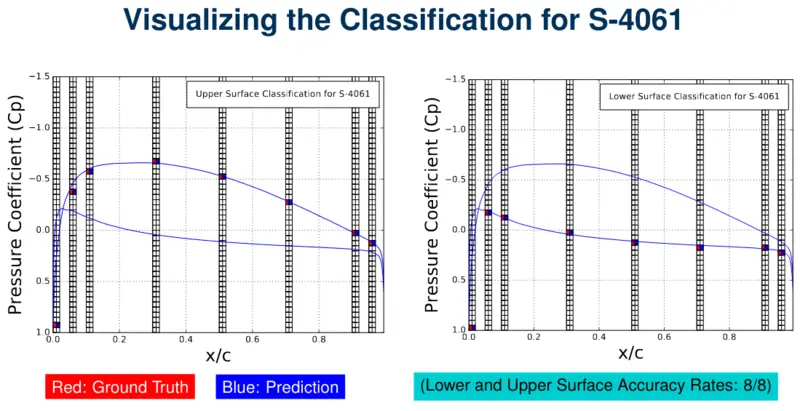 Visualizing the Classification for S-4061
Upper Surface Classification for S-4061
Pressure Coefficient (Cp)
−1.5
−1.0
−0.5
0.0
0.5
1.0
0.0 0.2 0.4 0.6 0.8
x/c
Lower Surface Classification for S-4061
Pressure Coefficient (Cp)
−1.5
−1.0
−0.5
0.0
0.5
1.0
0.0 0.2 0.4 0.6 0.8
x/c
Red: Ground Truth
Blue: Prediction
(Lower and Upper Surface Accuracy Rates: 8/8)